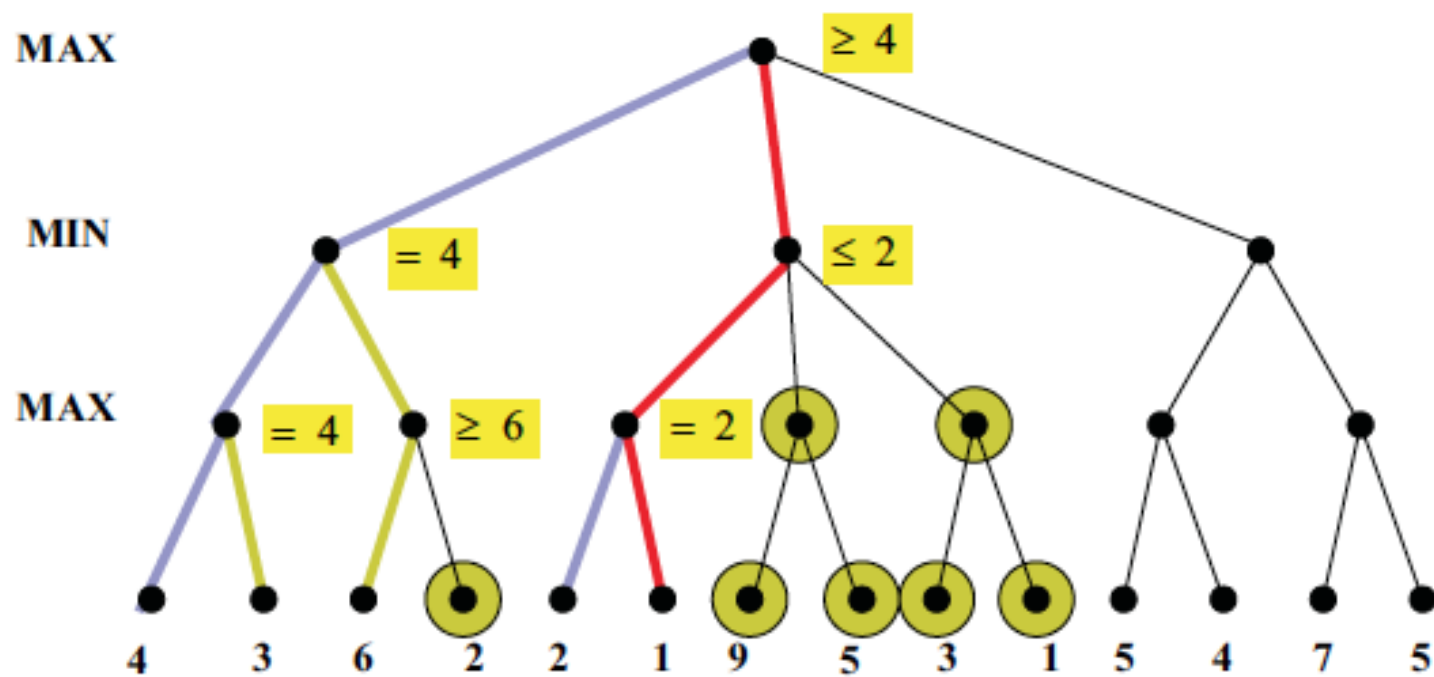 MAX ≥ 4
MIN = 4 ≤ 2
MAX = 4 ≥ 6 = 2
4 3 6 2 2 1 9 5 3 1 5 4 7 5